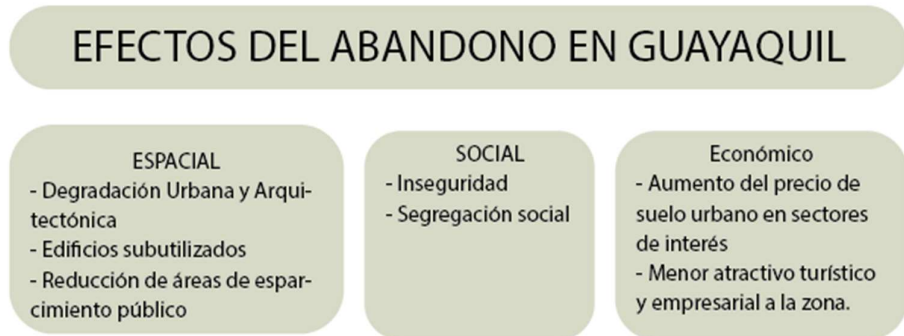 EFECTOS DEL ABANDONO EN GUAYAQUIL
ESPACIAL
- Degradación Urbana y Arqui-
tectónica
- Edificios subutilizados
- Reducción de áreas de espar-
cimiento público
SOCIAL
- Inseguridad
- Segregación social
Económico
- Aumento del precio de
suelo urbano en sectores
de interés
- Menor atractivo turístico
y empresarial a la zona.